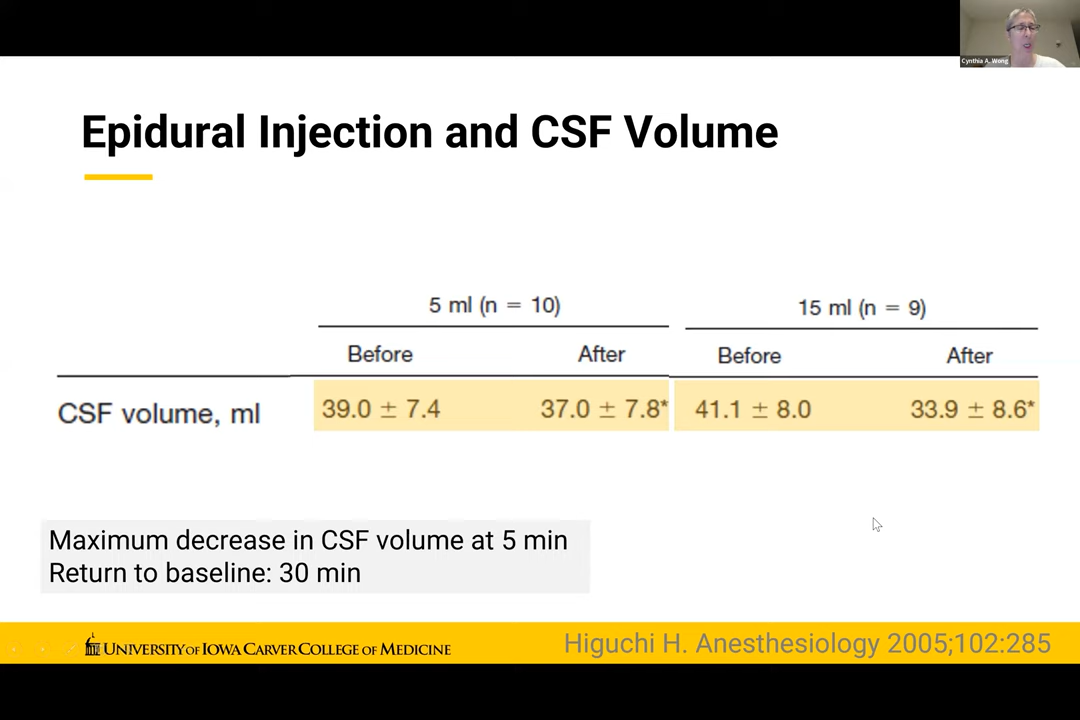 Cynthia A. Wong
Epidural Injection and CSF Volume
5 ml (n = 10) 15 ml (n = 9)
Before After Before After
CSF volume, ml 39.0 ± 7.4 37.0 ± 7.8* 41.1 ± 8.0 33.9 ± 8.6*
Maximum decrease in CSF volume at 5 min
Return to baseline: 30 min
UNIVERSITY OF IOWA CARVER COLLEGE OF MEDICINE
Higuchi H. Anesthesiology 2005;102:285